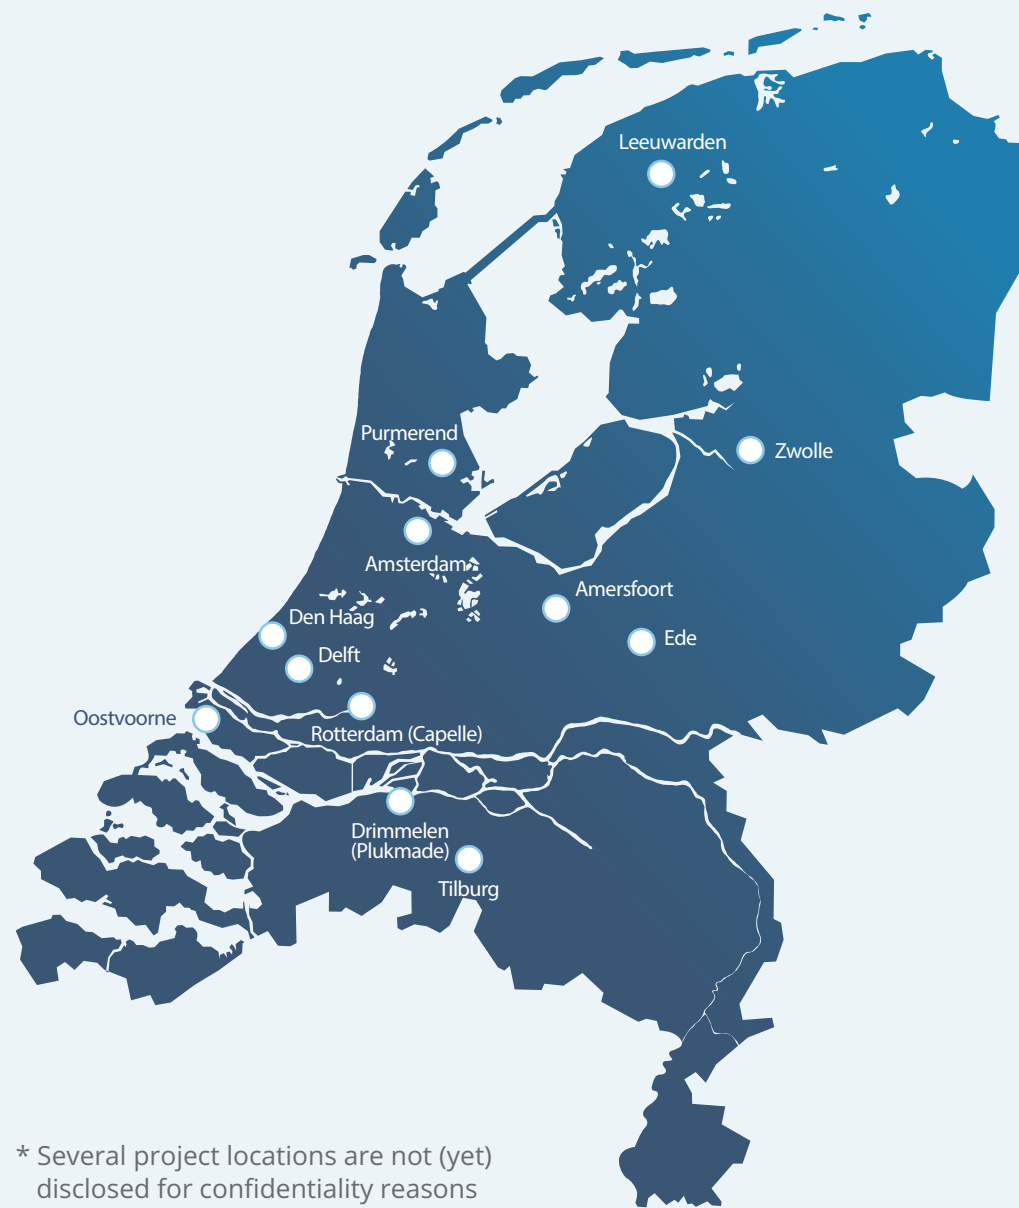 Leeuwarden
Purmerend
Zwolle
Amsterdam
Amersfoort
Den Haag
Ede
Delft
Oostvoorne
Rotterdam (Capelle)
Drimmelen
(Plukmade)
Tilburg
* Several project locations are not (yet)
disclosed for confidentiality reasons